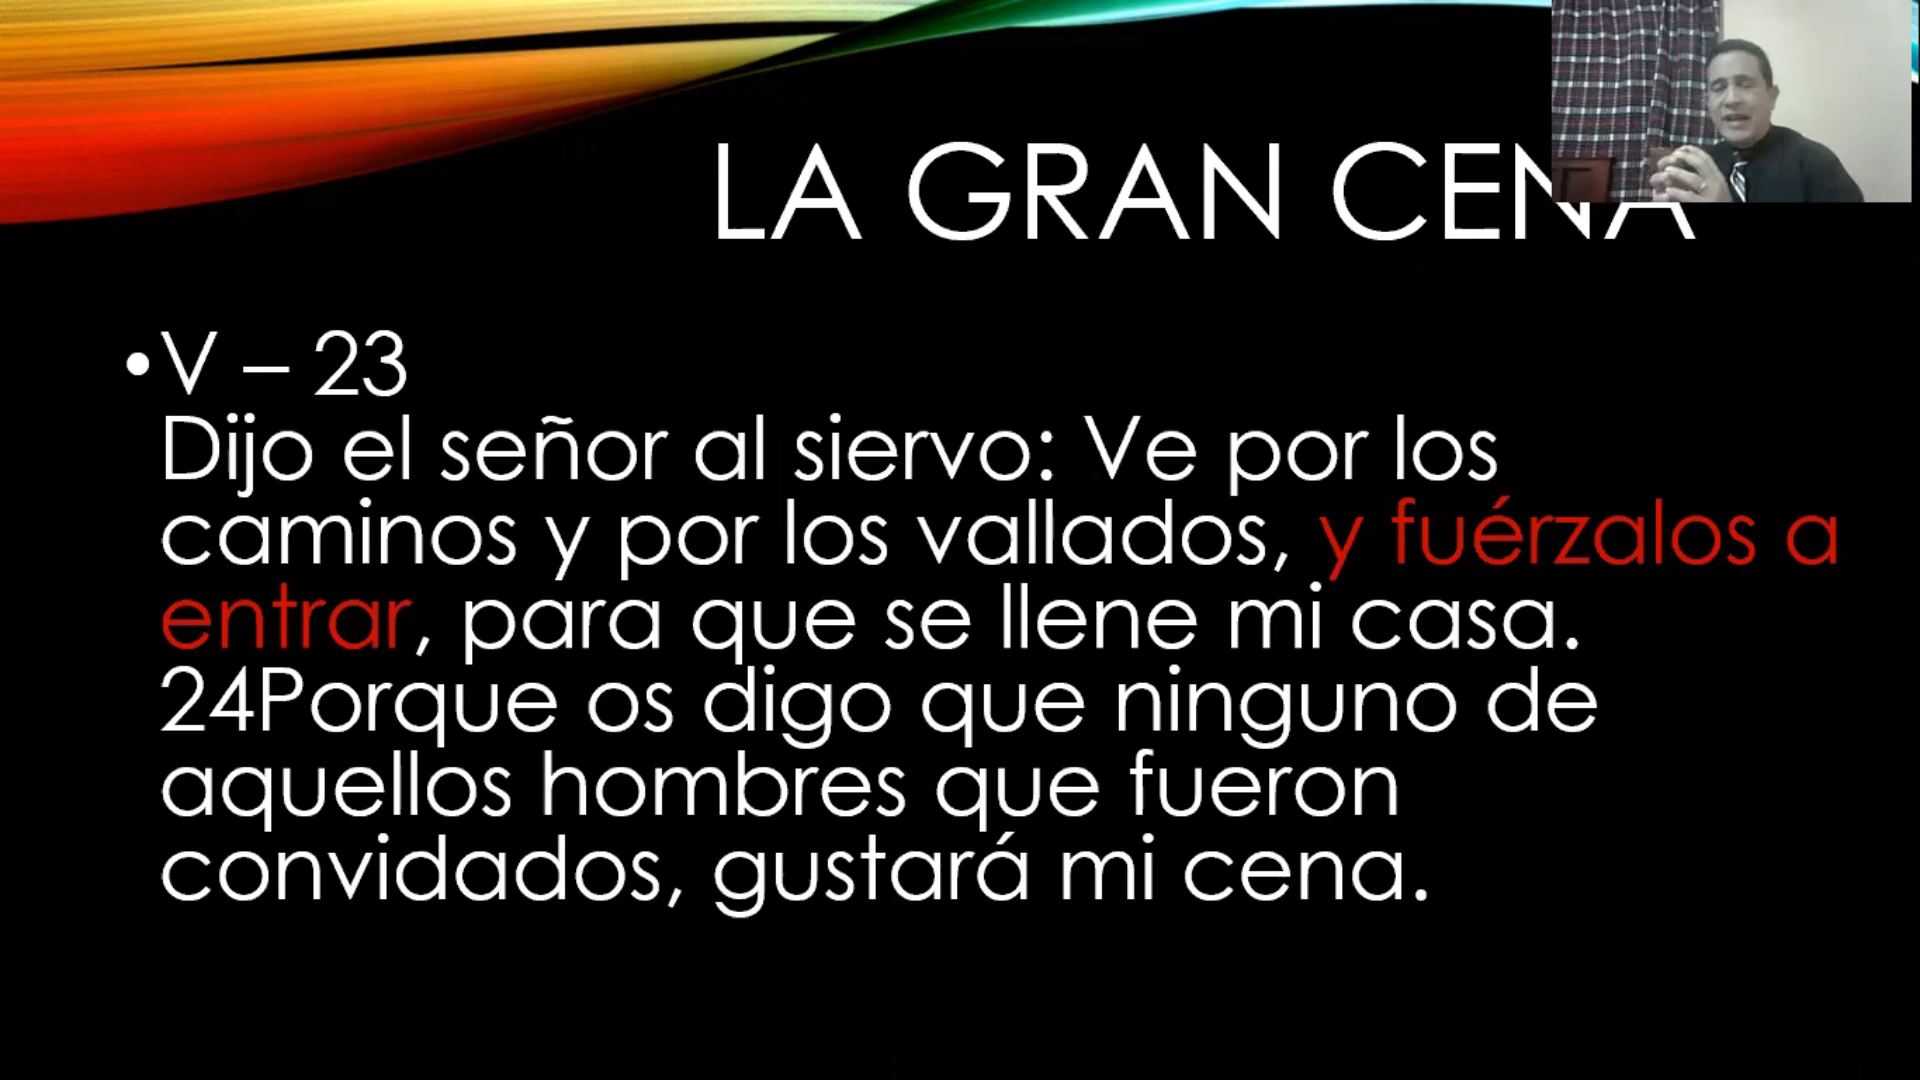 LA GRAN CENA
• V – 23
Dijo el señor al siervo: Ve por los
caminos y por los vallados, y fuérzalos a
entrar, para que se llene mi casa.
24Porque os digo que ninguno de
aquellos hombres que fueron
convidados, gustará mi cena.